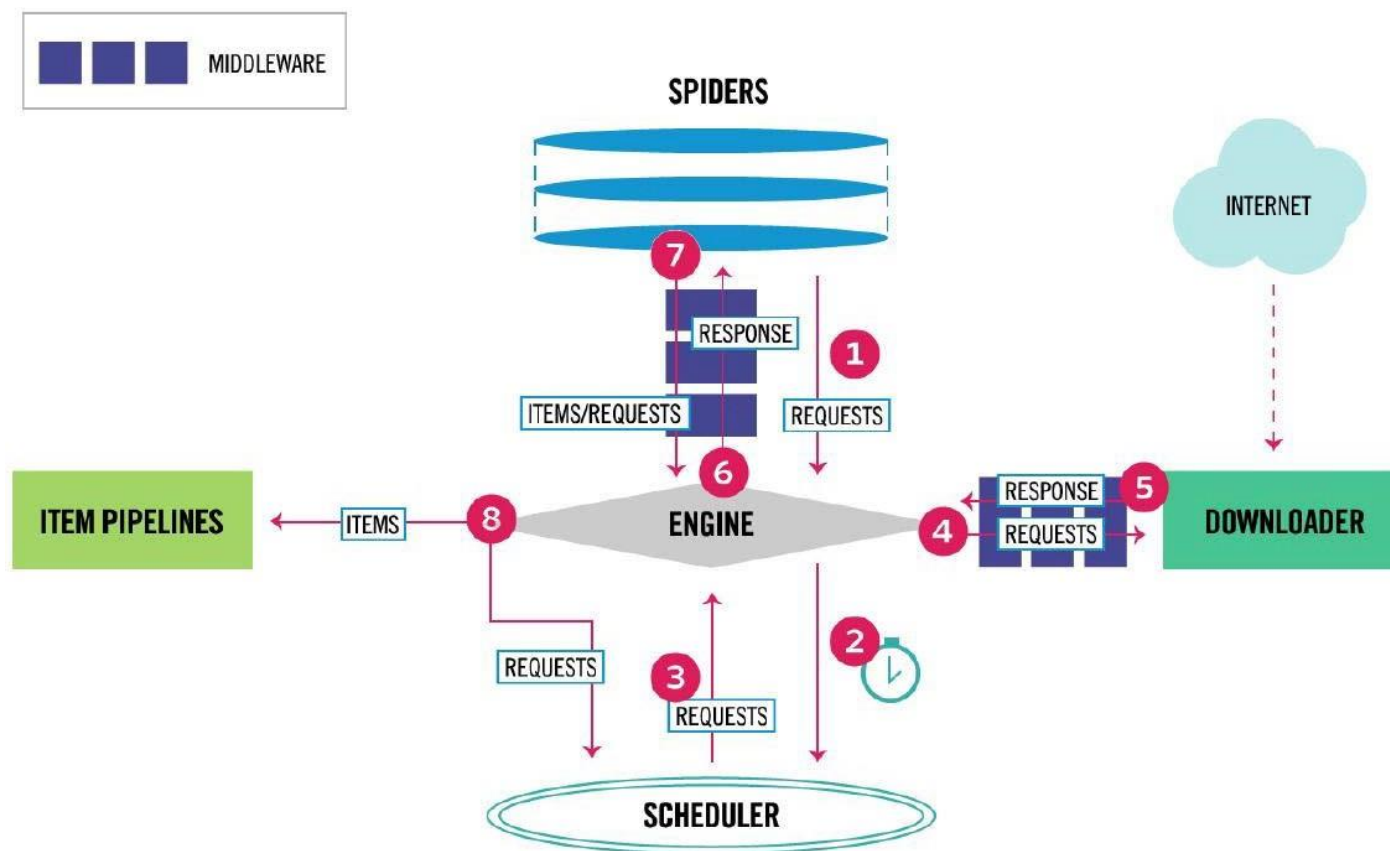 MIDDLEWARE
SPIDERS
INTERNET
7
RESPONSE
1
ITEMS/REQUESTS
REQUESTS
6
RESPONSE
5
ITEM PIPELINES
ITEMS
8
ENGINE
4
REQUESTS
DOWNLOADER
2
REQUESTS
3
REQUESTS
SCHEDULER